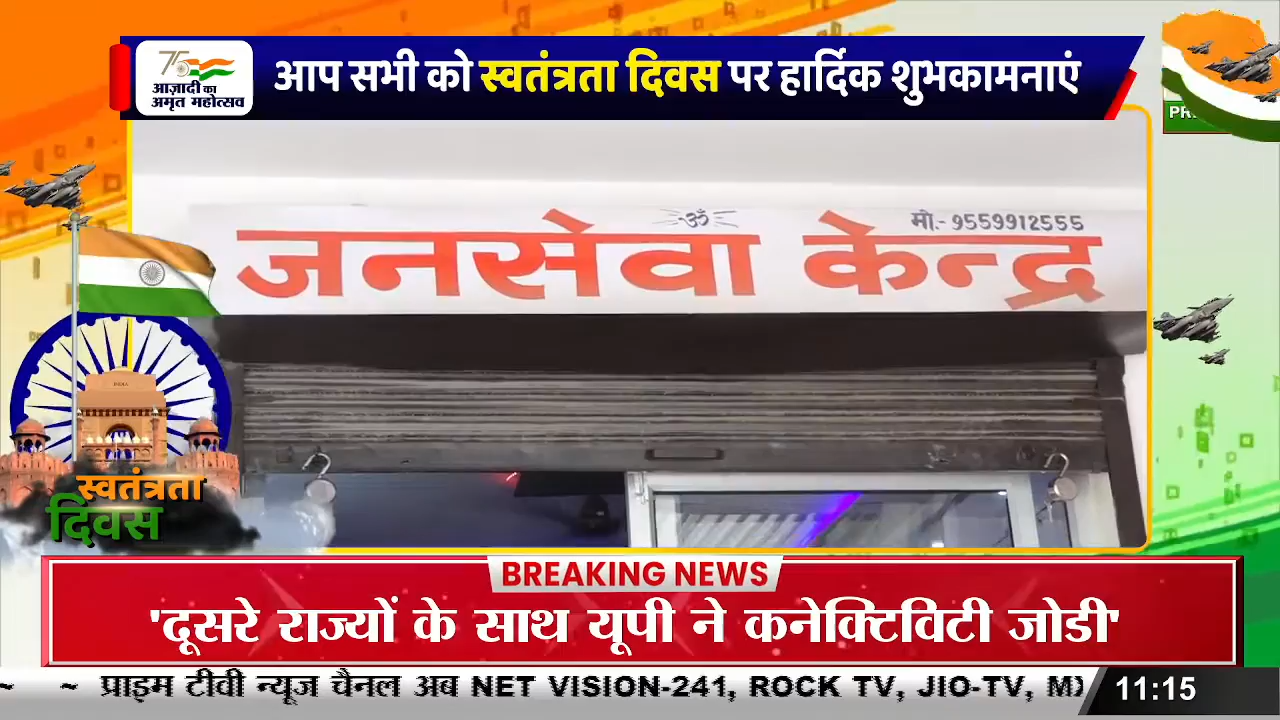 75
आज़ादी का
अमृत महोत्सव
आप सभी को स्वतंत्रता दिवस पर हार्दिक शुभकामनाएं
ॐ
मो.- 9559912555
जनसेवा केन्द्र
स्वतंत्रता
दिवस
BREAKING NEWS
'दूसरे राज्यों के साथ यूपी ने कनेक्टिविटी जोडी'
~ ~ प्राइम टीवी न्यूज चैनल अब NET VISION-241, ROCK TV, JIO-TV,
11:15